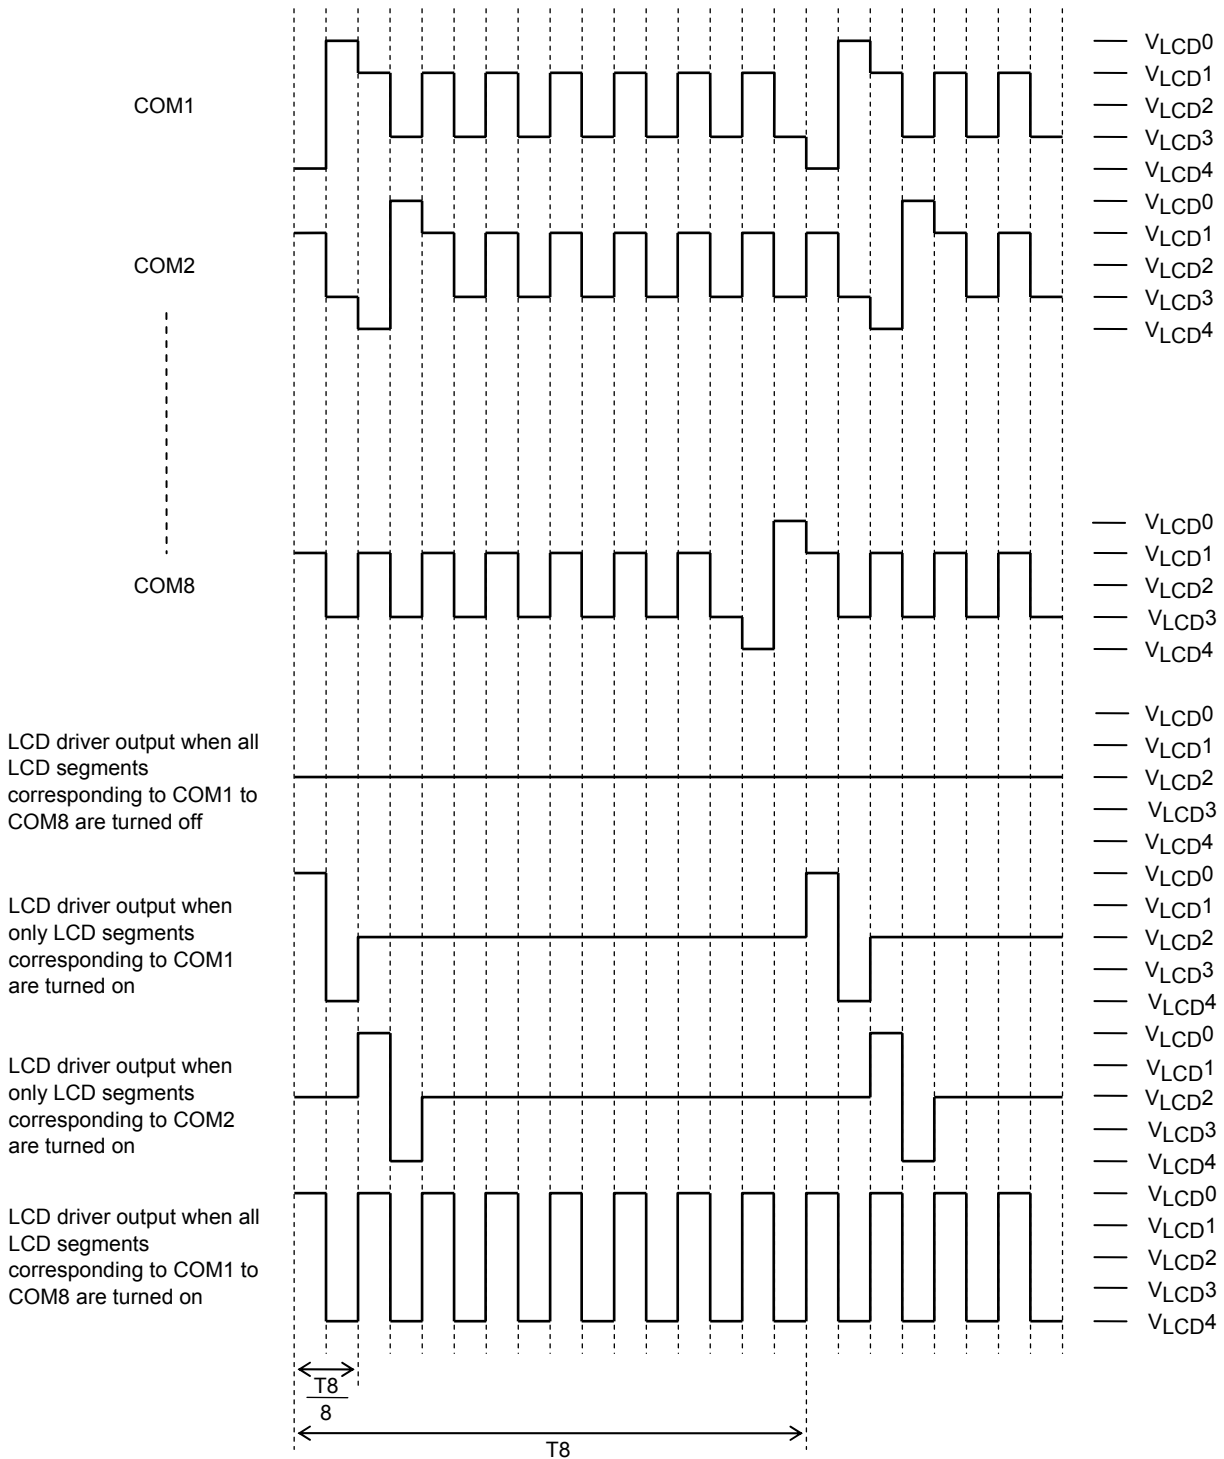 COM1
VLCD0
VLCD1
VLCD2
VLCD3
VLCD4
COM2
VLCD0
VLCD1
VLCD2
VLCD3
VLCD4
COM8
VLCD0
VLCD1
VLCD2
VLCD3
VLCD4
LCD driver output when all
LCD segments
corresponding to COM1 to
COM8 are turned off
VLCD0
VLCD1
VLCD2
VLCD3
VLCD4
LCD driver output when
only LCD segments
corresponding to COM1
are turned on
VLCD0
VLCD1
VLCD2
VLCD3
VLCD4
LCD driver output when
only LCD segments
corresponding to COM2
are turned on
VLCD0
VLCD1
VLCD2
VLCD3
VLCD4
LCD driver output when all
LCD segments
corresponding to COM1 to
COM8 are turned on
VLCD0
VLCD1
VLCD2
VLCD3
VLCD4
T8
8
T8